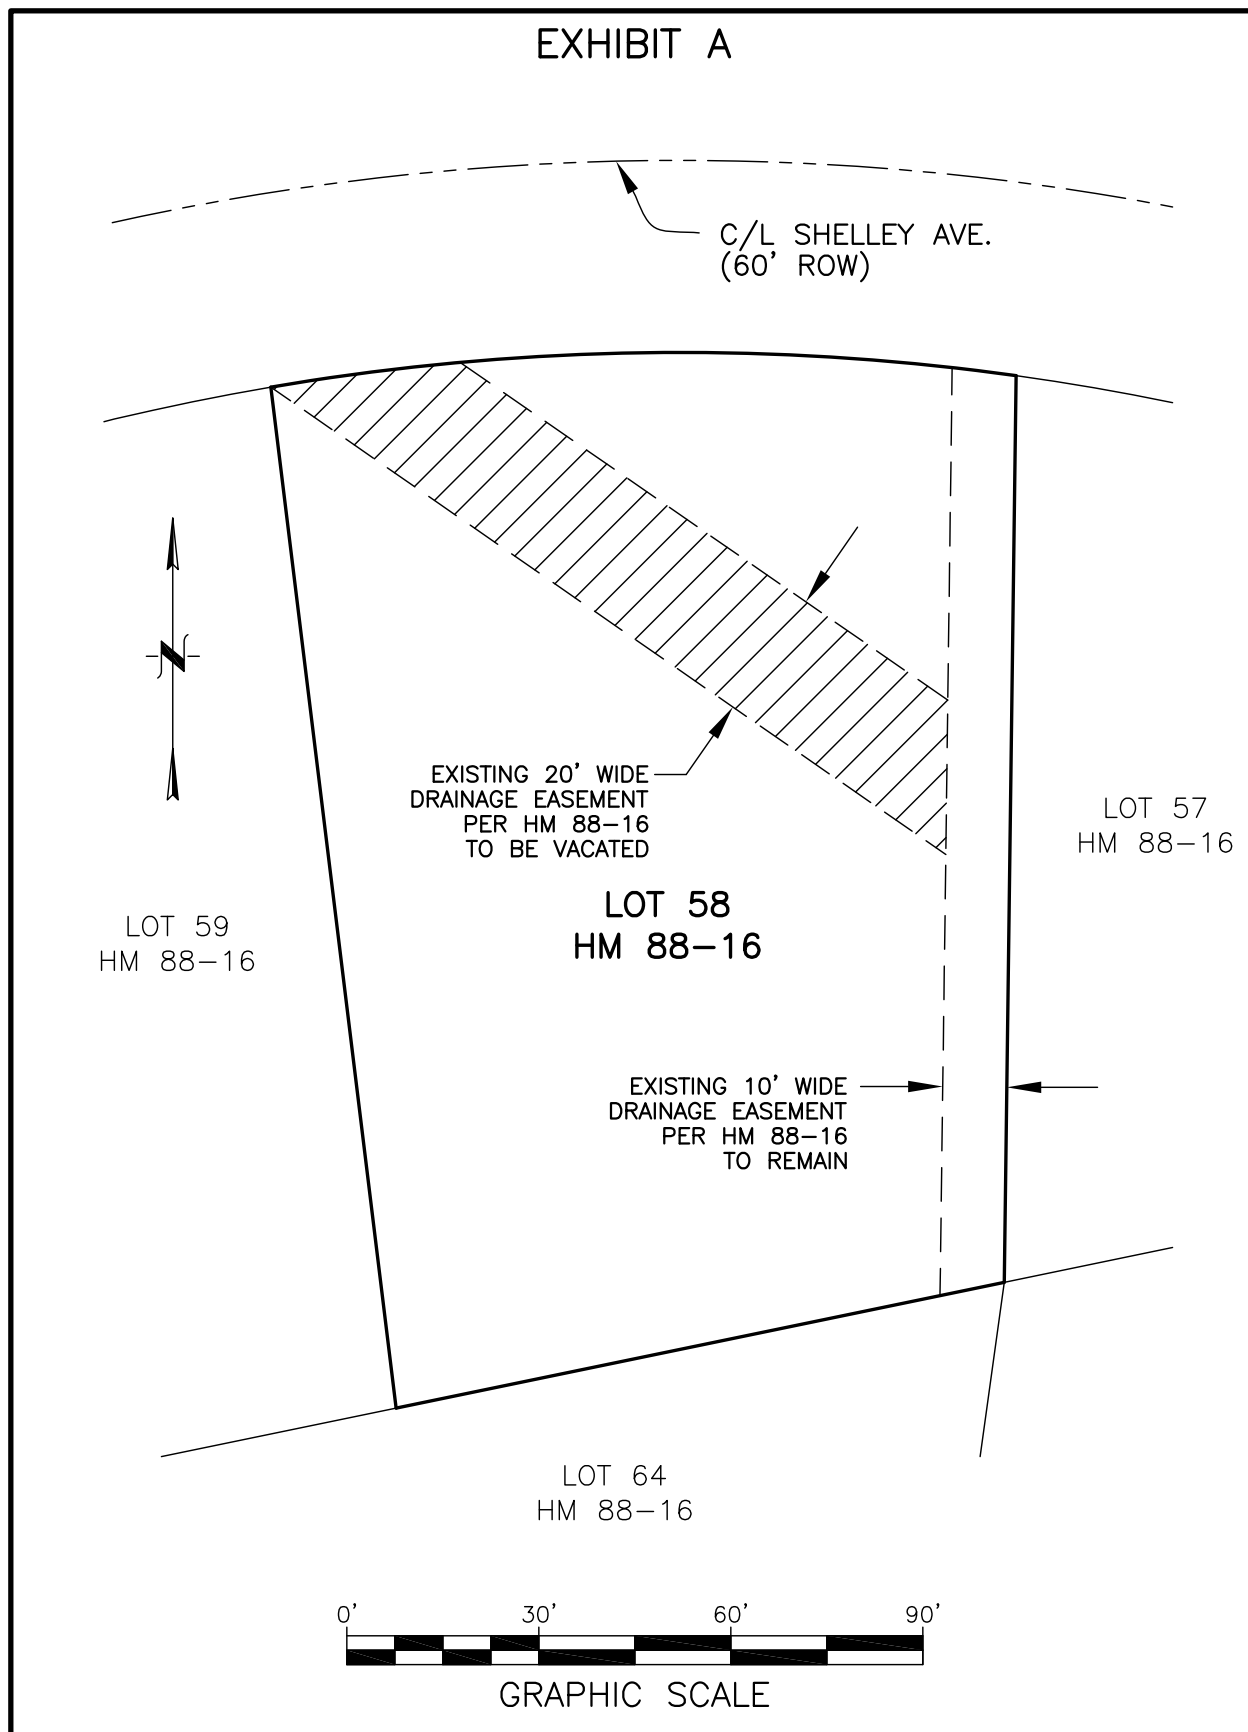 EXHIBIT A
C/L SHELLEY AVE.
(60' ROW)
N
EXISTING 20' WIDE
DRAINAGE EASEMENT
PER HM 88-16
TO BE VACATED
LOT 57
HM 88-16
LOT 58
HM 88-16
LOT 59
HM 88-16
EXISTING 10' WIDE
DRAINAGE EASEMENT
PER HM 88-16
TO REMAIN
LOT 64
HM 88-16
0' 30' 60' 90'
GRAPHIC SCALE